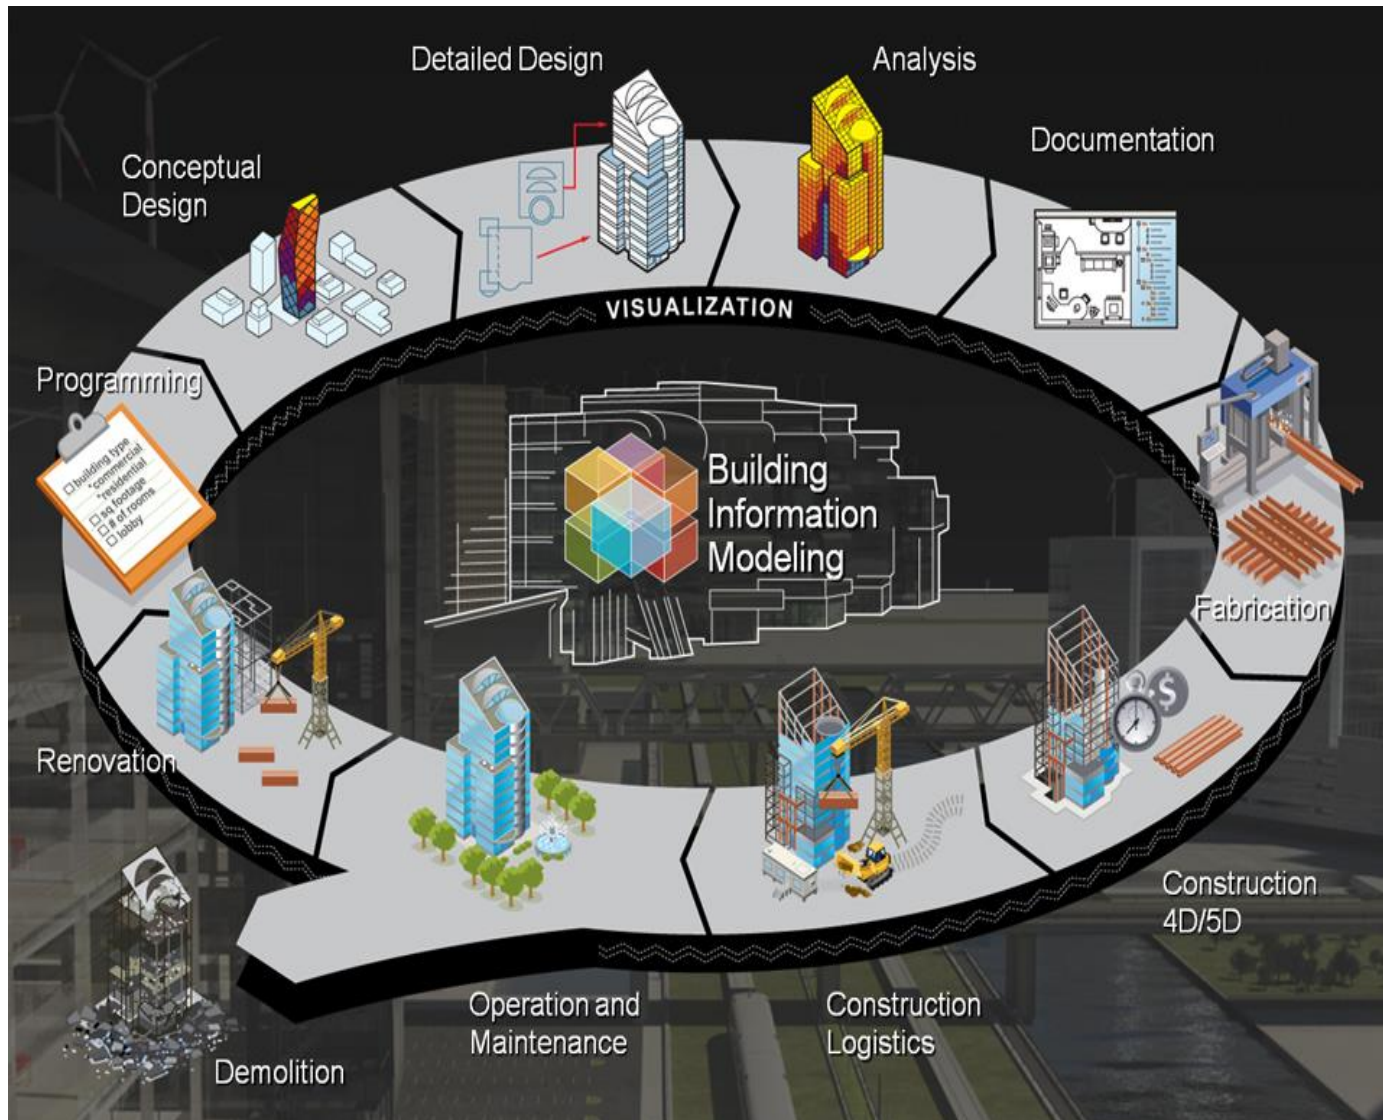 Detailed Design
Analysis
Documentation
Conceptual
Design
VISUALIZATION
Programming
building type
*commercial
*residential
sq footage
# of rooms
lobby
Building
Information
Modeling
$
Fabrication
Renovation
Construction
4D/5D
Operation and
Maintenance
Construction
Logistics
Demolition